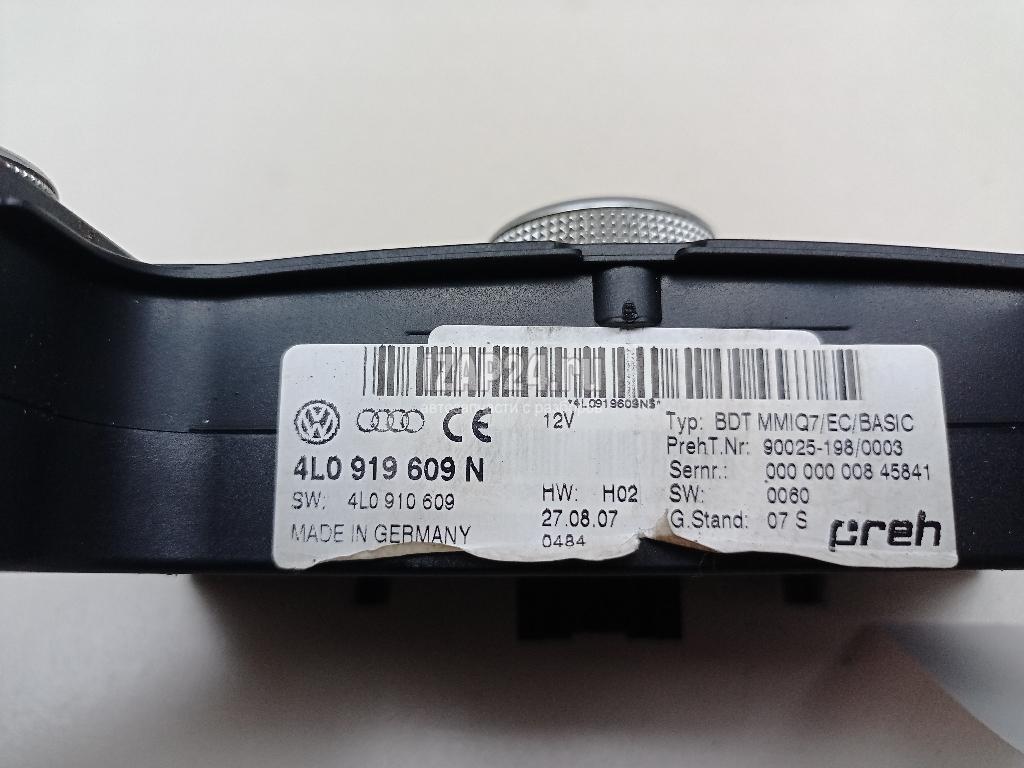 ZAP24.ru
*4L0919609N$*
CE
12V
Typ: BDT MMIQ7/EC/BASIC
PrehT.Nr: 90025-198/0003
4L0 919 609 N
Sernr.: 000 000 008 45841
SW: 4L0 910 609
HW: H02
SW: 0060
27.08.07
G.Stand: 07 S
MADE IN GERMANY
0484
preh